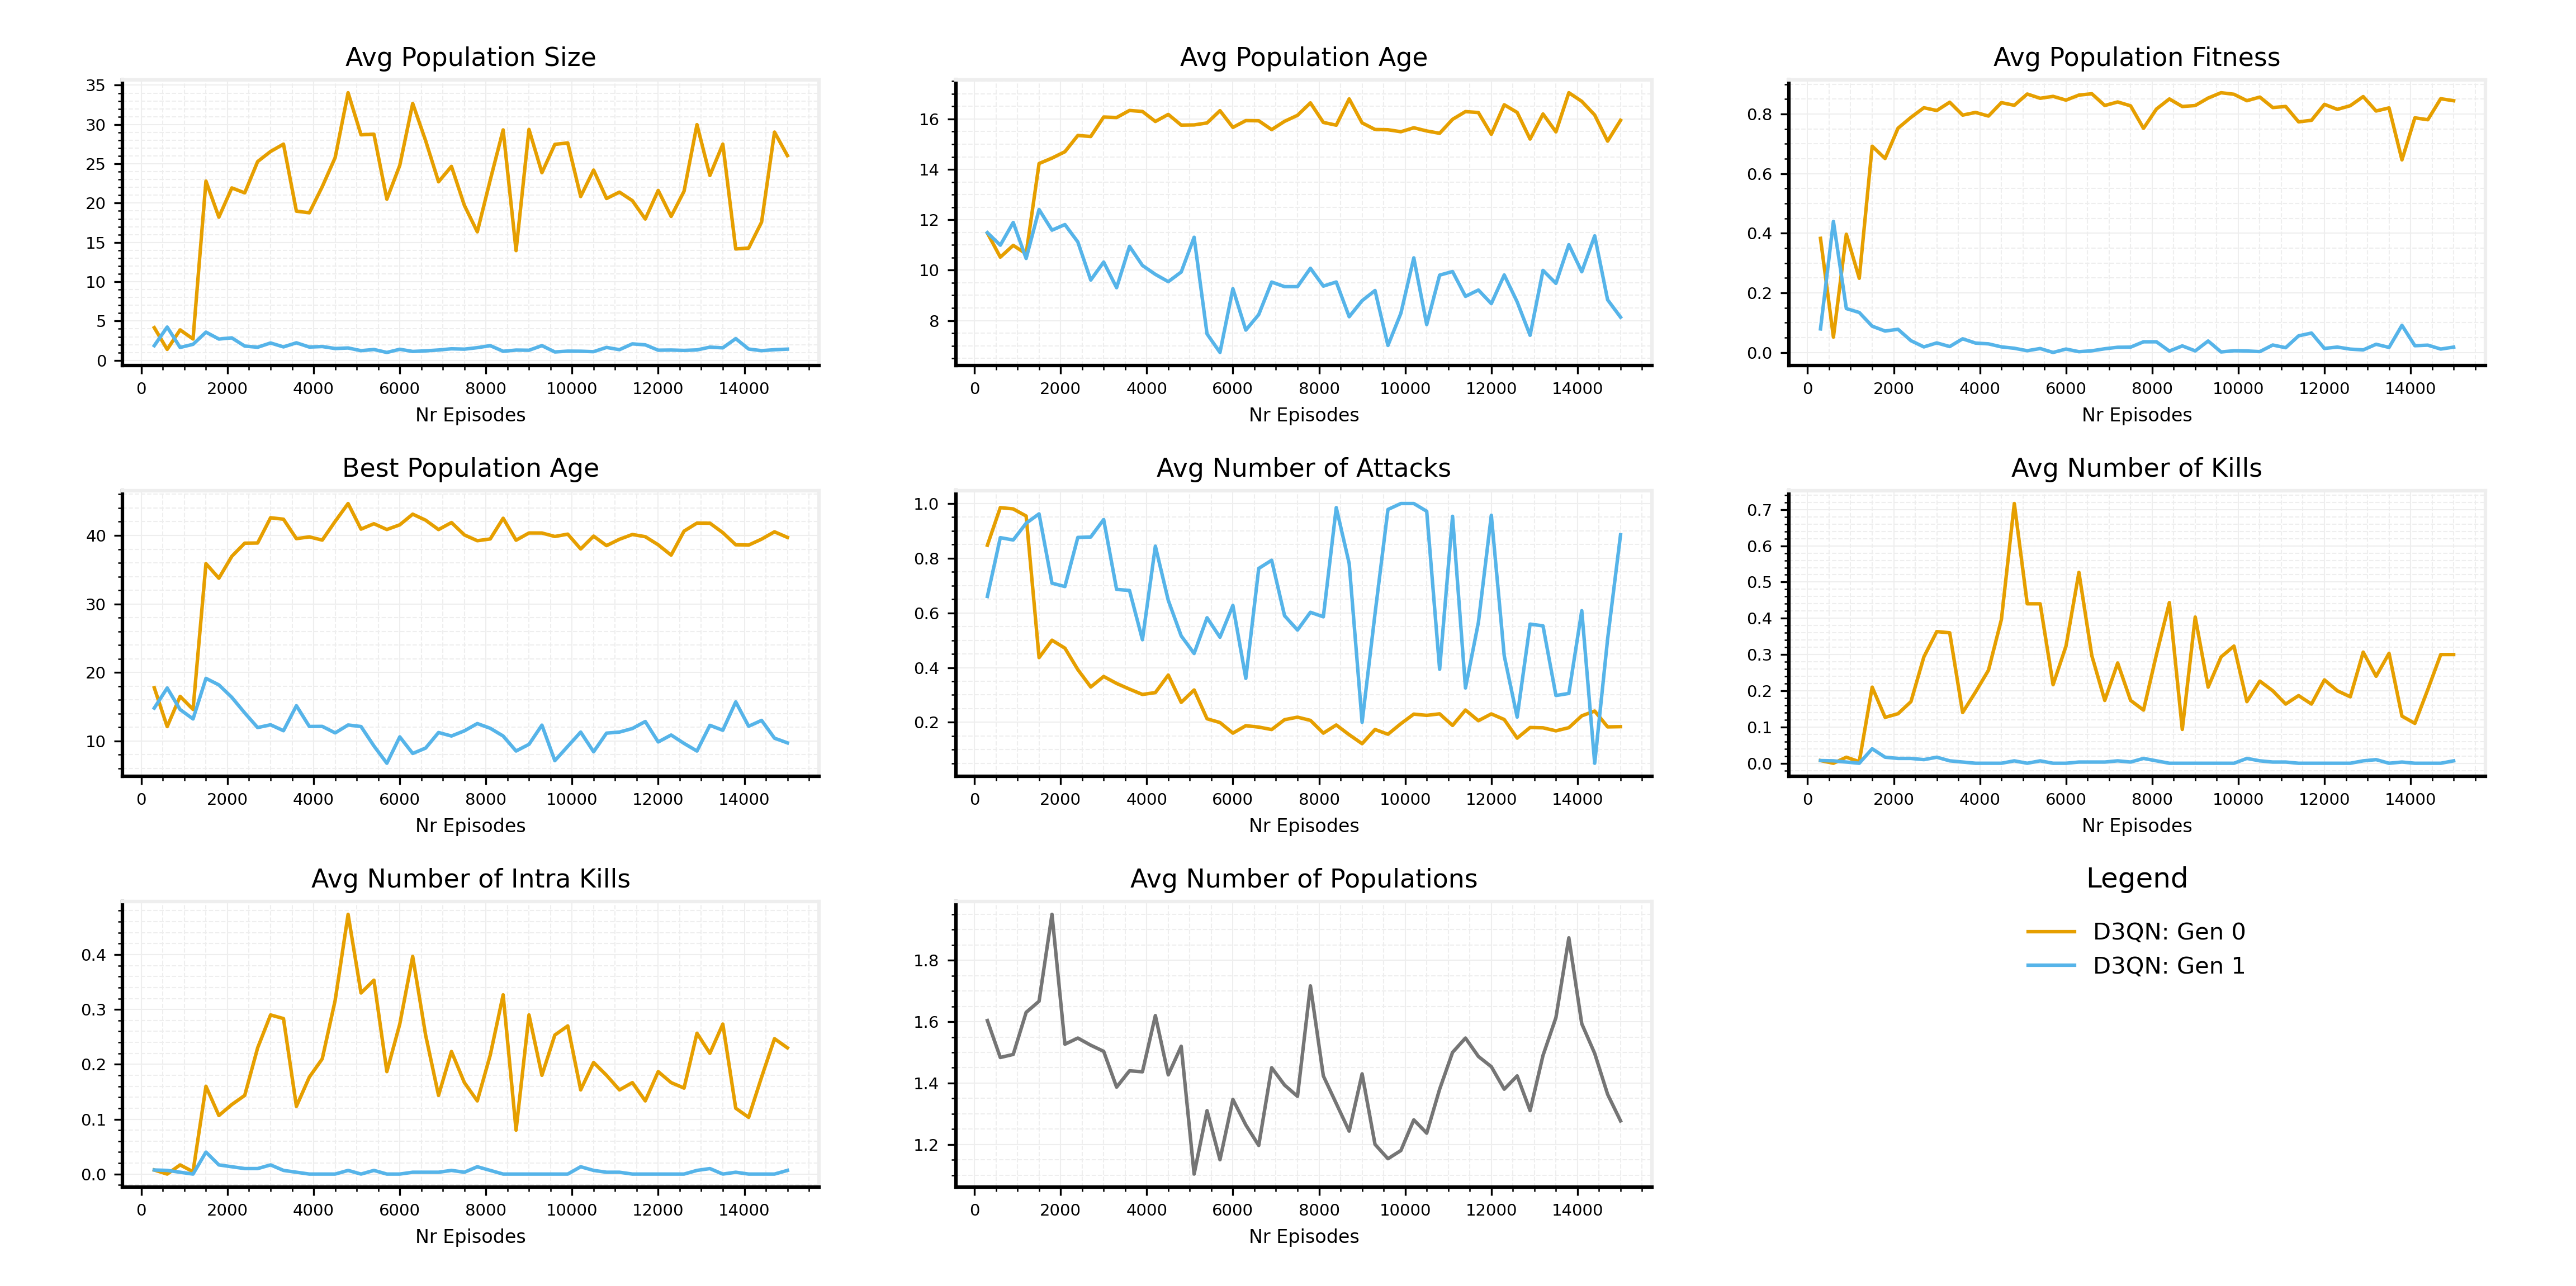 Avg Population Size
35
30
25
20
15
10
5
0
0 2000 4000 6000 8000 10000 12000 14000
Nr Episodes
Avg Population Age
16
14
12
10
8
0 2000 4000 6000 8000 10000 12000 14000
Nr Episodes
Avg Population Fitness
0.8
0.6
0.4
0.2
0.0
0 2000 4000 6000 8000 10000 12000 14000
Nr Episodes
Best Population Age
40
30
20
10
0 2000 4000 6000 8000 10000 12000 14000
Nr Episodes
Avg Number of Attacks
1.0
0.8
0.6
0.4
0.2
0 2000 4000 6000 8000 10000 12000 14000
Nr Episodes
Avg Number of Kills
0.7
0.6
0.5
0.4
0.3
0.2
0.1
0.0
0 2000 4000 6000 8000 10000 12000 14000
Nr Episodes
Avg Number of Intra Kills
0.4
0.3
0.2
0.1
0.0
0 2000 4000 6000 8000 10000 12000 14000
Nr Episodes
Avg Number of Populations
1.8
1.6
1.4
1.2
0 2000 4000 6000 8000 10000 12000 14000
Nr Episodes
Legend
D3QN: Gen 0
D3QN: Gen 1